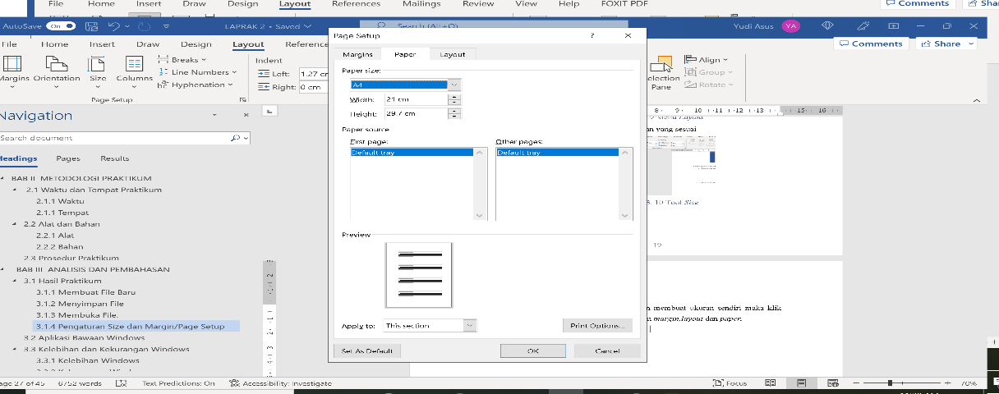 File Home Insert Draw Design Layout References Mailings Review View Help FOXIT PDF Comments
AutoSave On LAPRAK 2 • Saved Search (Alt+Q) Yudi Asus YA
File Home Insert Draw Design Layout Comments Share
Breaks
Line Numbers
Hyphenation
Orientation Size Columns
Page Setup
Indent
Left: 1.27
Right: 0 cm
Pane
Align
Group
Rotate
Navigation
Search document
Headings Pages Results
BAB II METODOLOGI PRAKTIKUM
2.1 Waktu dan Tempat Praktikum
2.1.1 Waktu
2.1.1 Tempat
2.2 Alat dan Bahan
2.2.1 Alat
2.2.2 Bahan
2.3 Prosedur Praktikum
BAB III ANALISIS DAN PEMBAHASAN
3.1 Hasil Praktikum
3.1.1 Membuat File Baru
3.1.2 Menyimpan File
3.1.3 Membuka File.
3.1.4 Pengaturan Size dan Margin/Page Setup
3.2 Aplikasi Bawaan Windows
3.3 Kelebihan dan Kekurangan Windows
3.3.1 Kelebihan Windows
Page Setup ?
Margins Paper Layout
Paper size:
A4
Width: 21 cm
Height: 29.7 cm
Paper source
First page: Other pages:
Default tray Default tray
Preview
Apply to: This section Print Options...
Set As Default OK Cancel
8 9 10 11 12 13 15 16
yang sesuai
10 Tool Size
19
membuat ukuran sendiri maka klik
margin,layout dan paper.
27 of 45 6752 words Text Predictions: On Accessibility: Investigate Focus 70%